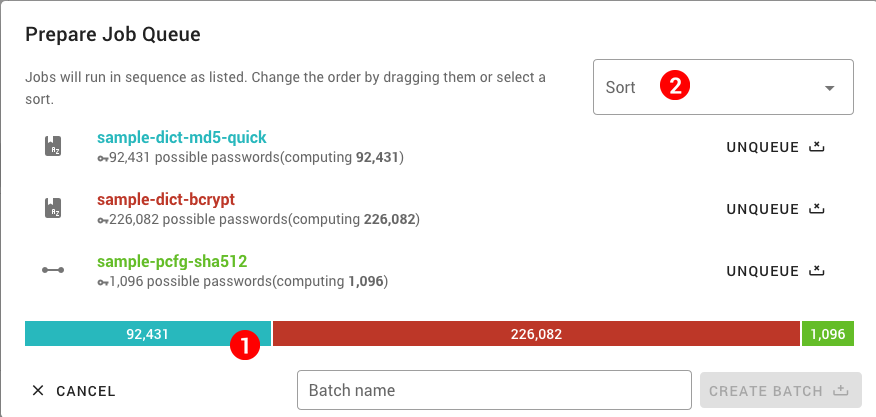 Prepare Job Queue
Jobs will run in sequence as listed. Change the order by dragging them or select a
sort.
Sort
2
sample-dict-md5-quick
92,431 possible passwords(computing 92,431)
UNQUEUE
sample-dict-bcrypt
226,082 possible passwords(computing 226,082)
UNQUEUE
sample-pcfg-sha512
1,096 possible passwords(computing 1,096)
UNQUEUE
92,431
1
226,082
1,096
CANCEL
Batch name
CREATE BATCH